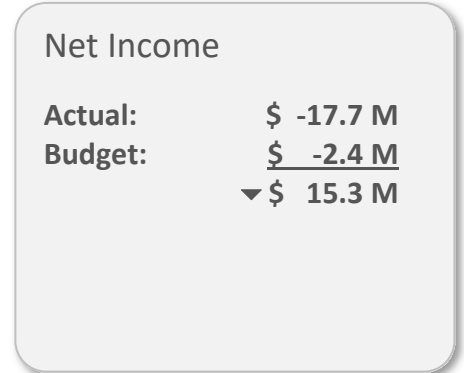 Net Income
Actual: $ -17.7 M
Budget: $ -2.4 M
$ 15.3 M